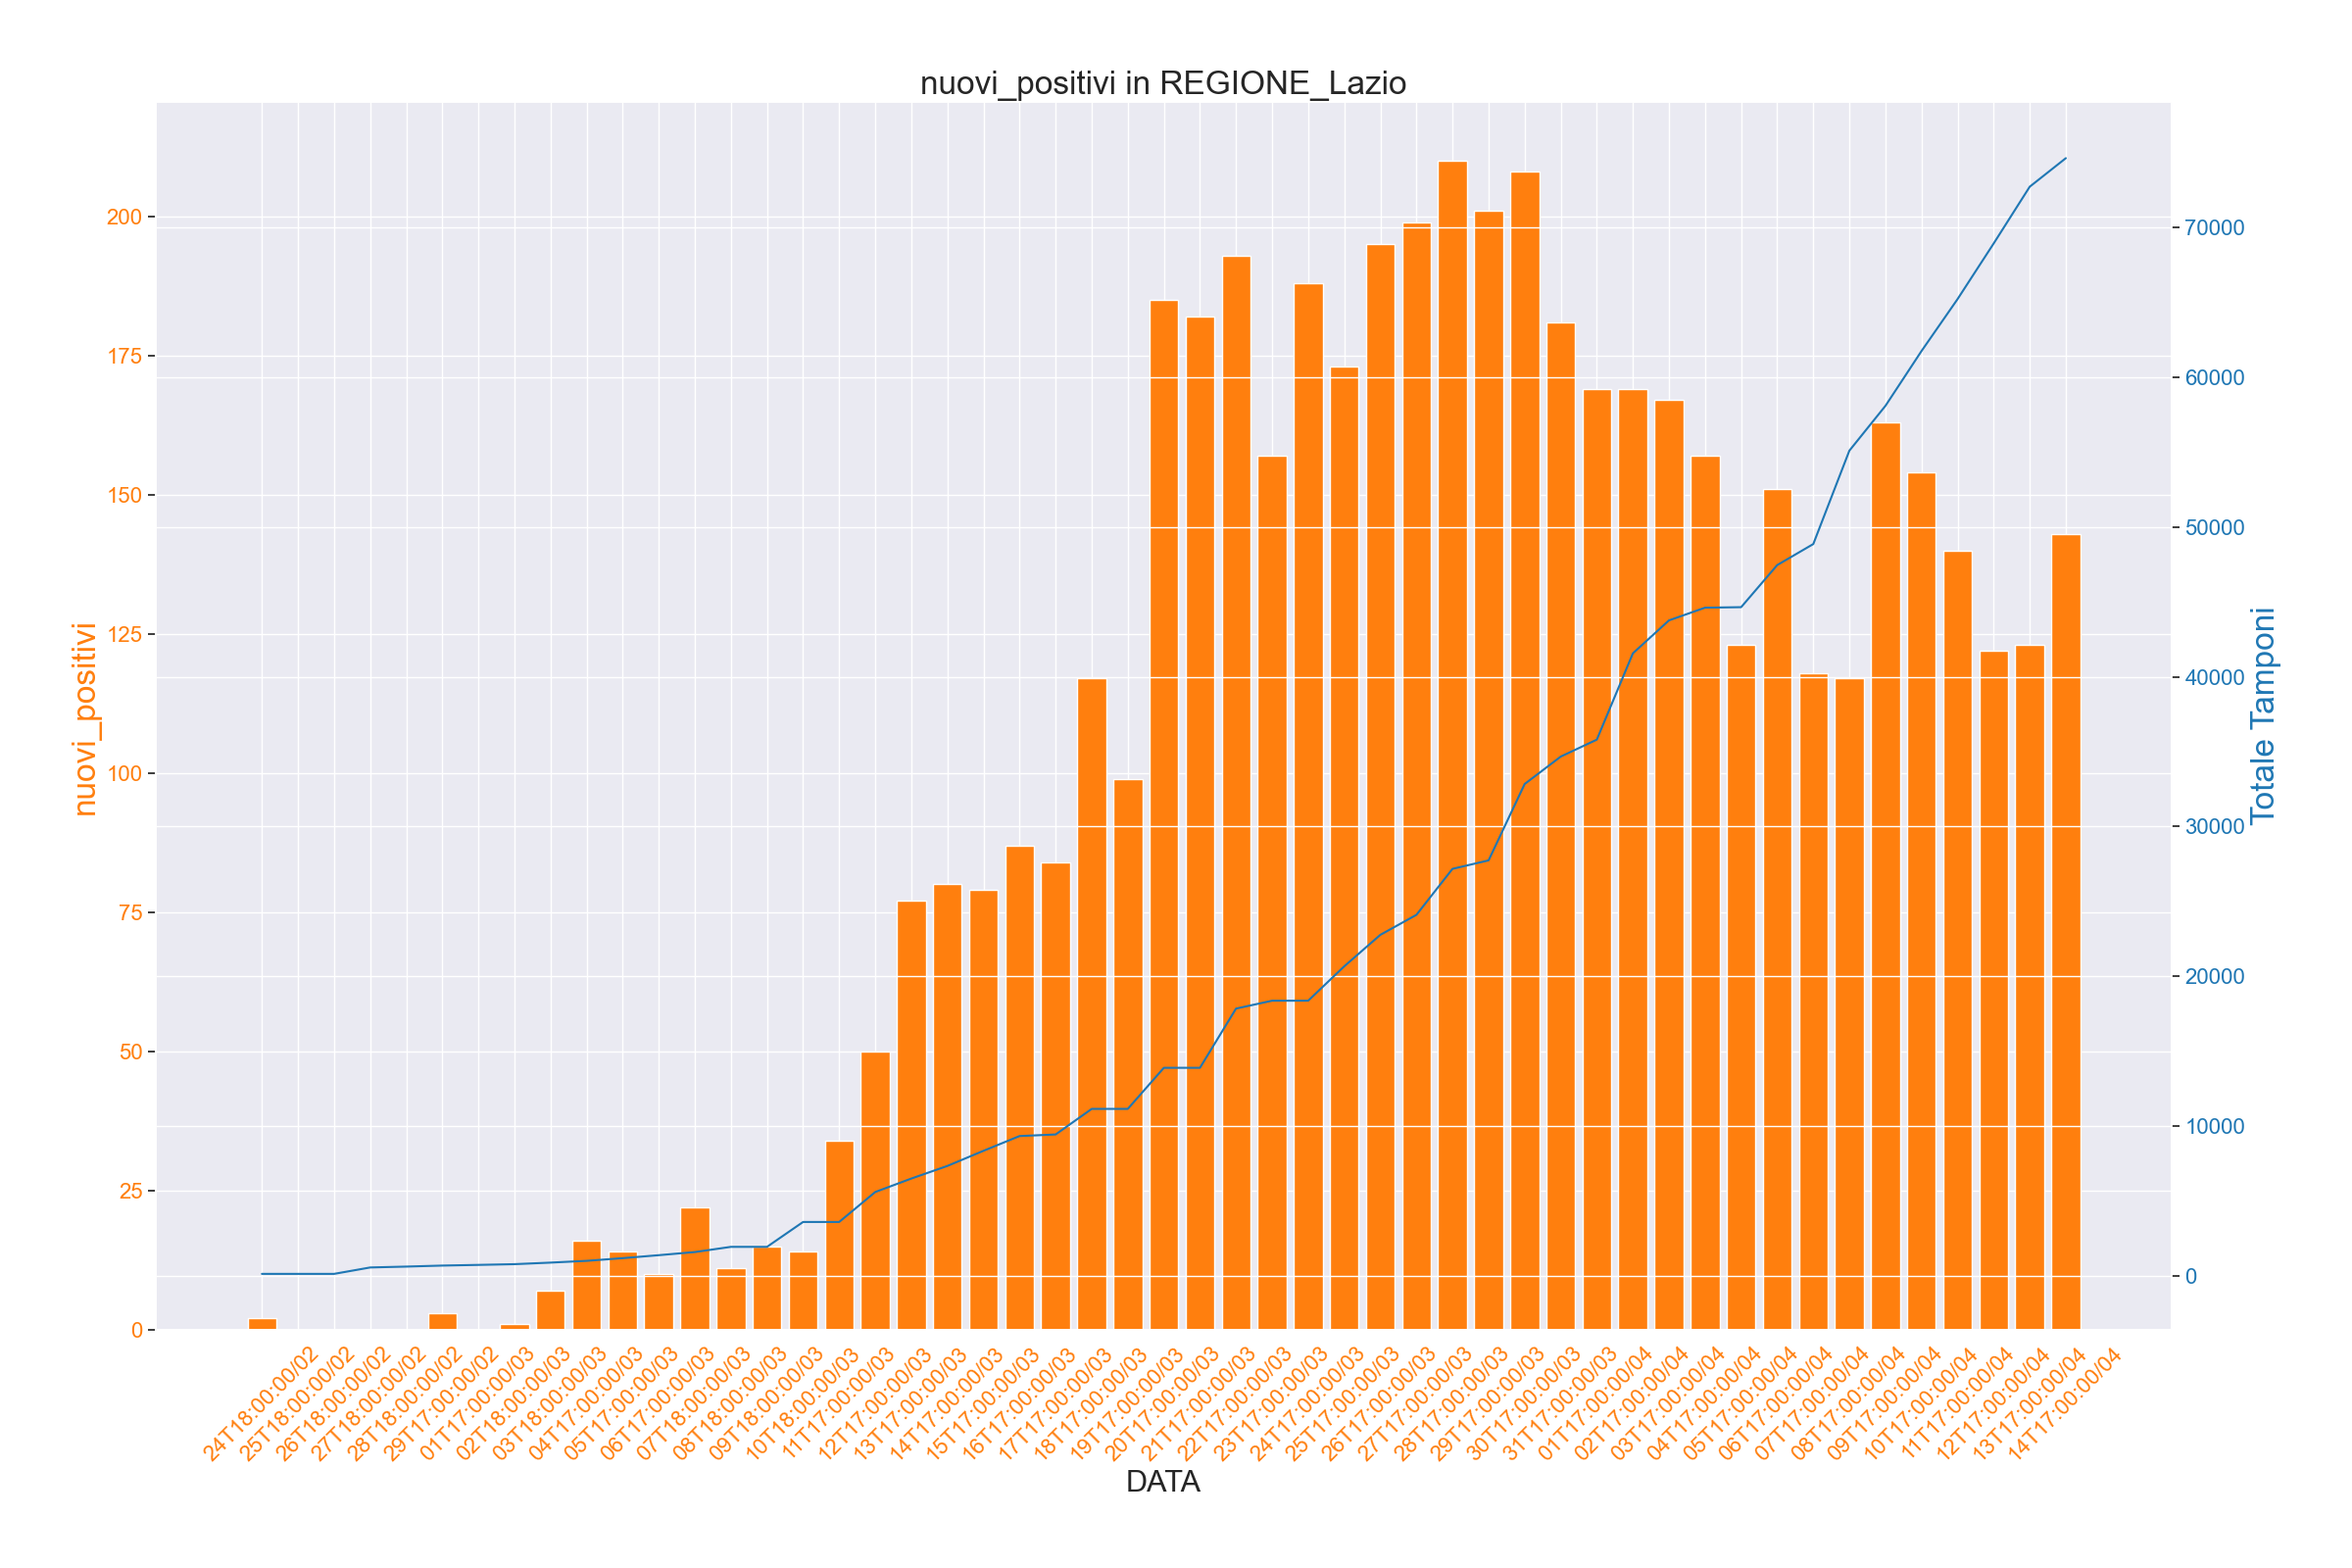 nuovi_positivi in REGIONE_Lazio
200
175
150
125
100
75
50
25
0
nuovi_positivi
70000
60000
50000
40000
30000
20000
10000
0
Totale Tamponi
24T18:00:00/02
25T18:00:00/02
26T18:00:00/02
27T18:00:00/02
28T18:00:00/02
29T17:00:00/02
01T17:00:00/03
02T18:00:00/03
03T18:00:00/03
04T17:00:00/03
05T17:00:00/03
06T17:00:00/03
07T18:00:00/03
08T18:00:00/03
09T18:00:00/03
10T18:00:00/03
11T17:00:00/03
12T17:00:00/03
13T17:00:00/03
14T17:00:00/03
15T17:00:00/03
16T17:00:00/03
17T17:00:00/03
18T17:00:00/03
19T17:00:00/03
20T17:00:00/03
21T17:00:00/03
22T17:00:00/03
23T17:00:00/03
24T17:00:00/03
25T17:00:00/03
26T17:00:00/03
27T17:00:00/03
28T17:00:00/03
29T17:00:00/03
30T17:00:00/03
31T17:00:00/03
01T17:00:00/04
02T17:00:00/04
03T17:00:00/04
04T17:00:00/04
05T17:00:00/04
06T17:00:00/04
07T17:00:00/04
08T17:00:00/04
09T17:00:00/04
10T17:00:00/04
11T17:00:00/04
12T17:00:00/04
13T17:00:00/04
14T17:00:00/04
DATA